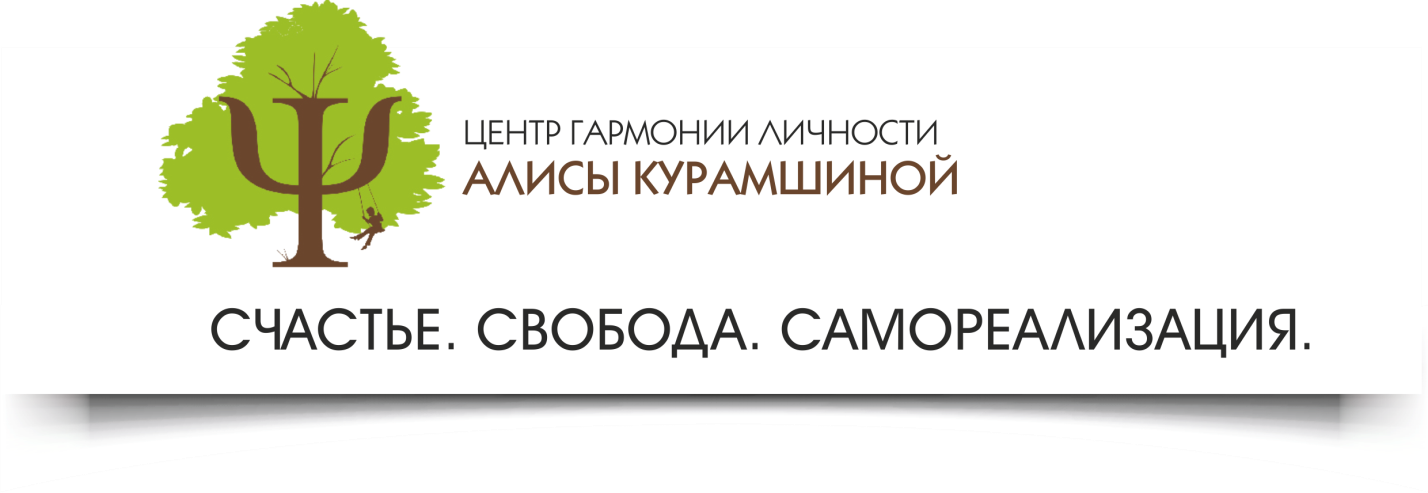 ЦЕНТР ГАРМОНИИ ЛИЧНОСТИ
АЛИСЫ КУРАМШИНОЙ
СЧАСТЬЕ. СВОБОДА. САМОРЕАЛИЗАЦИЯ.